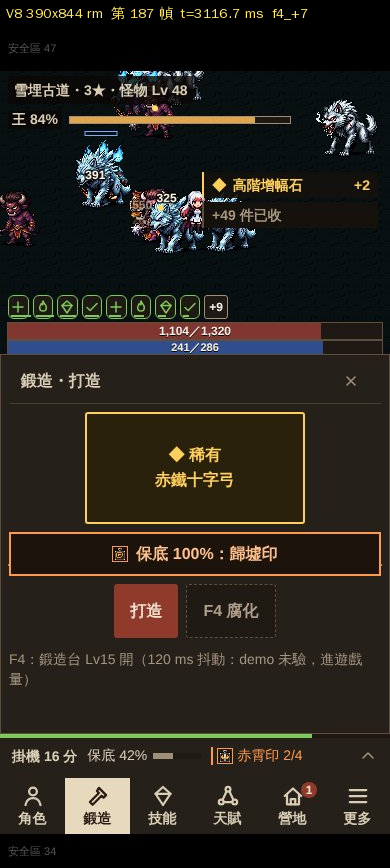 V8 390x844 rm 第 187 幀 t=3116.7 ms f4_+7
安全區 47
雪埋古道・3★・怪物 Lv 48
王 84%
391
325
550
◆ 高階增幅石 +2
+49 件已收
+9
1,104／1,320
241／286
鍛造・打造
◆ 稀有
赤鐵十字弓
保底 100%：歸墟印
打造
F4 腐化
F4：鍛造台 Lv15 開（120 ms 抖動：demo 未驗，進遊戲
量）
掛機 16 分 保底 42% 赤霄印 2/4
角色 鍛造 技能 天賦 營地 1 更多
安全區 34